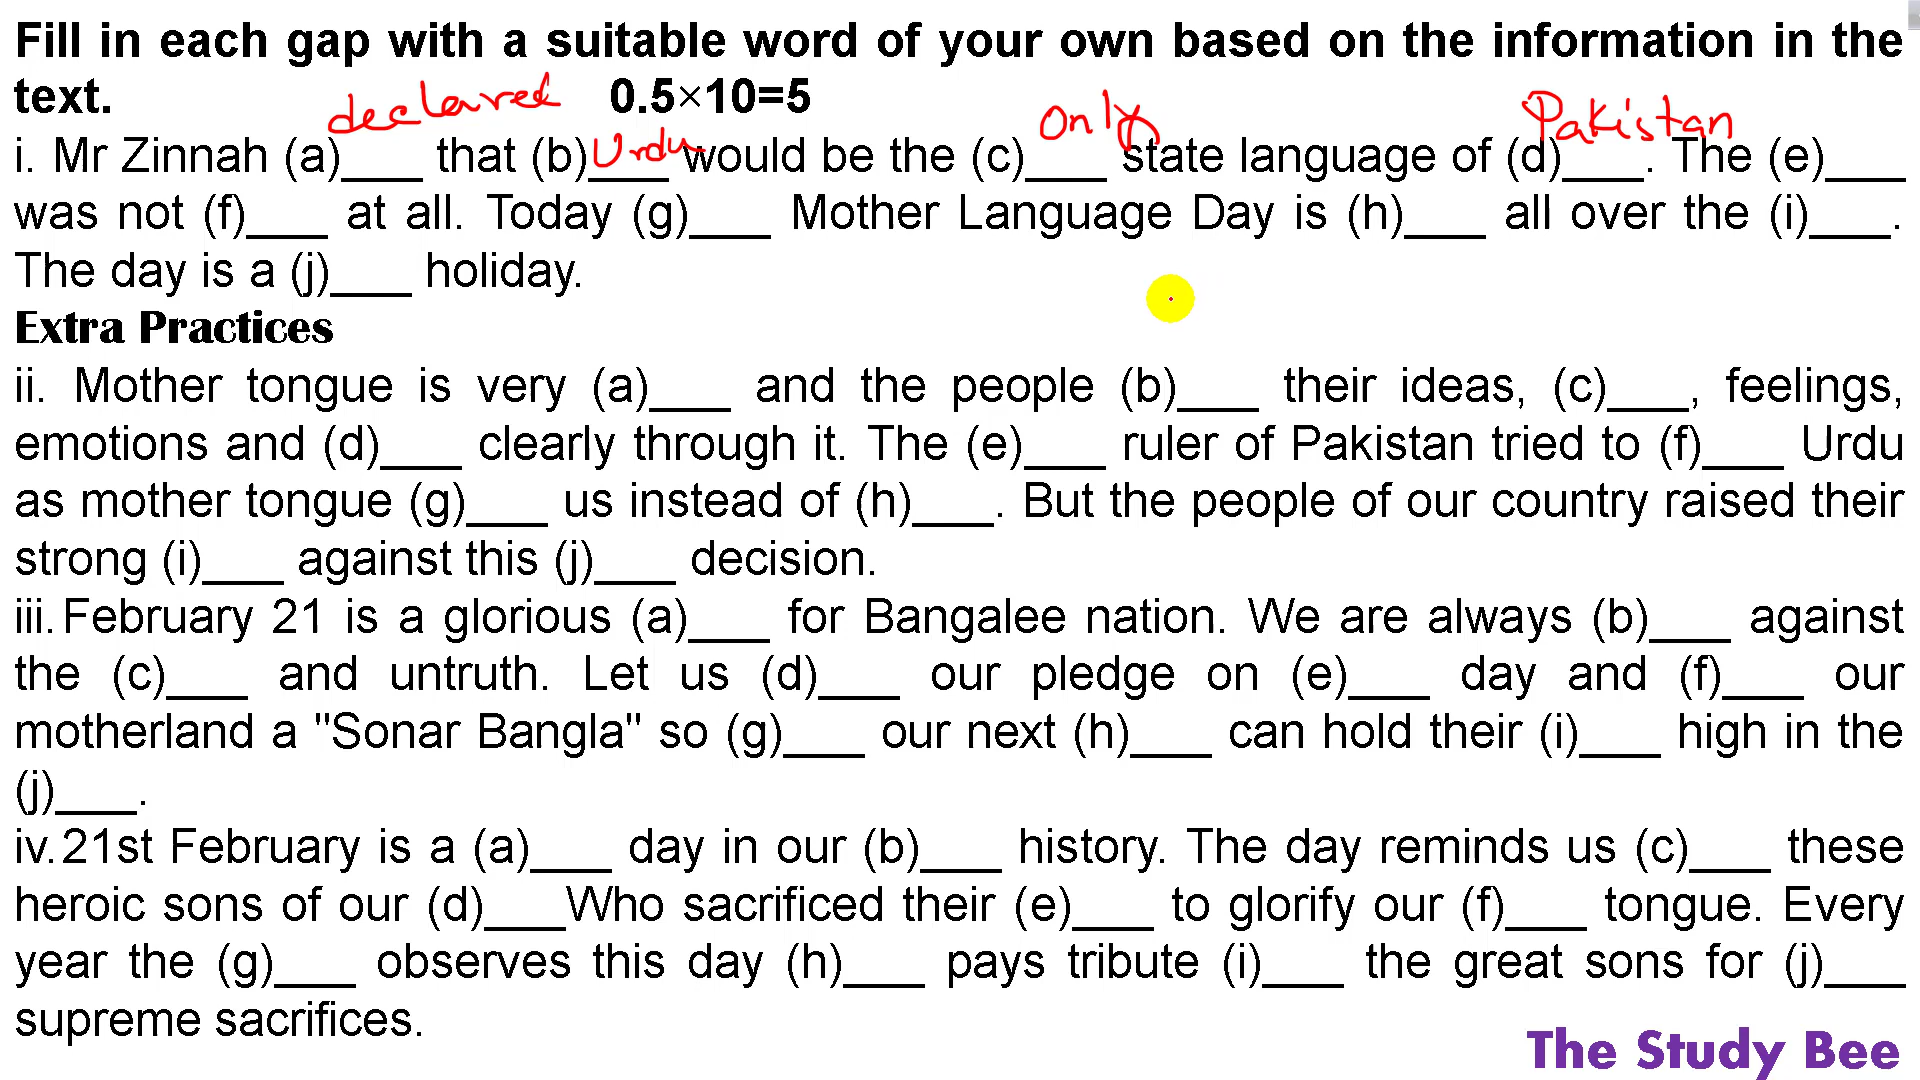 Fill in each gap with a suitable word of your own based on the information in the
text. declared 0.5×10=5 only Pakistan
i. Mr Zinnah (a)___ that (b)___ Urdu would be the (c)___ state language of (d)___. The (e)___
was not (f)___ at all. Today (g)___ Mother Language Day is (h)___ all over the (i)___.
The day is a (j)___ holiday.
Extra Practices
ii. Mother tongue is very (a)___ and the people (b)___ their ideas, (c)___, feelings,
emotions and (d)___ clearly through it. The (e)___ ruler of Pakistan tried to (f)___ Urdu
as mother tongue (g)___ us instead of (h)___. But the people of our country raised their
strong (i)___ against this (j)___ decision.
iii. February 21 is a glorious (a)___ for Bangalee nation. We are always (b)___ against
the (c)___ and untruth. Let us (d)___ our pledge on (e)___ day and (f)___ our
motherland a "Sonar Bangla" so (g)___ our next (h)___ can hold their (i)___ high in the
(j)___.
iv. 21st February is a (a)___ day in our (b)___ history. The day reminds us (c)___ these
heroic sons of our (d)___Who sacrificed their (e)___ to glorify our (f)___ tongue. Every
year the (g)___ observes this day (h)___ pays tribute (i)___ the great sons for (j)___
supreme sacrifices.
The Study Bee